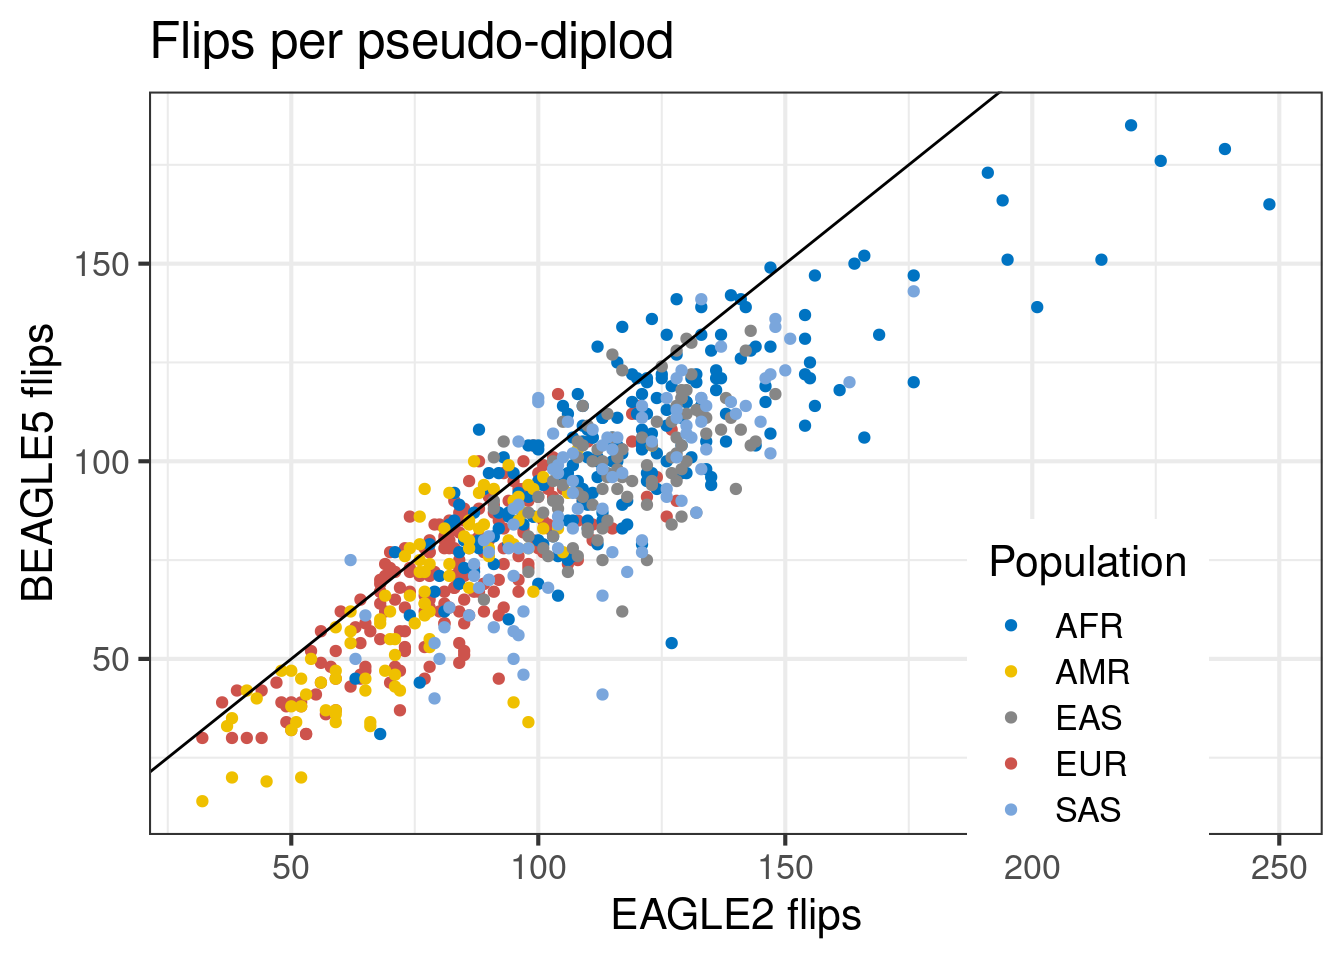 Flips per pseudo-diplod
BEAGLE5 flips
150
100
50
50
100
150
200
250
EAGLE2 flips
Population
AFR
AMR
EAS
EUR
SAS